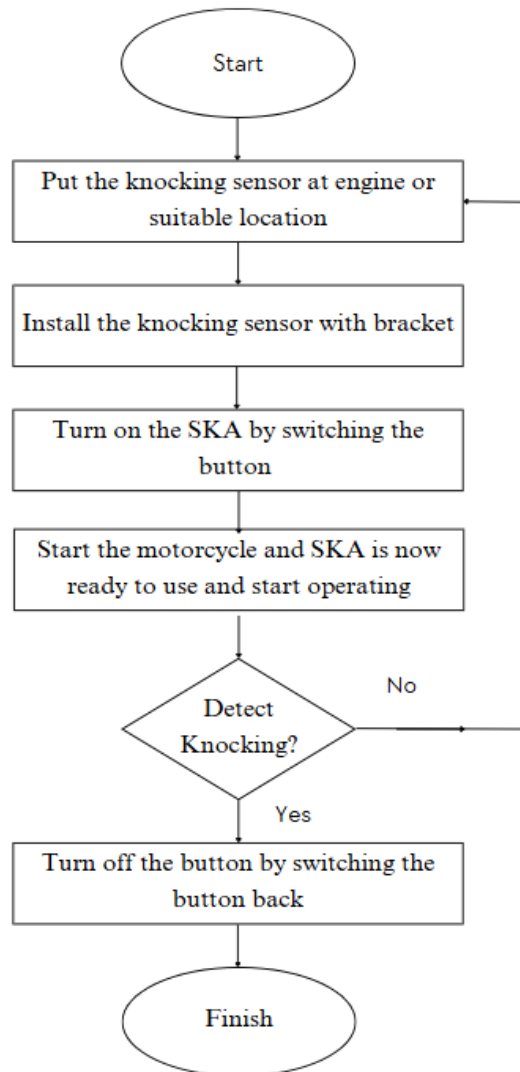 Start
Put the knocking sensor at engine or
suitable location
Install the knocking sensor with bracket
Turn on the SKA by switching the
button
Start the motorcycle and SKA is now
ready to use and start operating
No
Detect
Knocking?
Yes
Turn off the button by switching the
button back
Finish